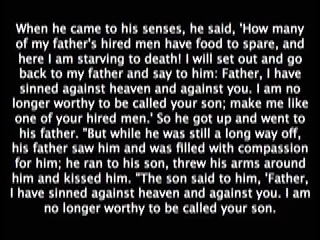 When he came to his senses, he said, 'How many
of my father's hired men have food to spare, and
here I am starving to death! I will set out and go
back to my father and say to him: Father, I have
sinned against heaven and against you. I am no
longer worthy to be called your son; make me like
one of your hired men.' So he got up and went to
his father. "But while he was still a long way off,
his father saw him and was filled with compassion
for him; he ran to his son, threw his arms around
him and kissed him. "The son said to him, 'Father,
I have sinned against heaven and against you. I am
no longer worthy to be called your son.